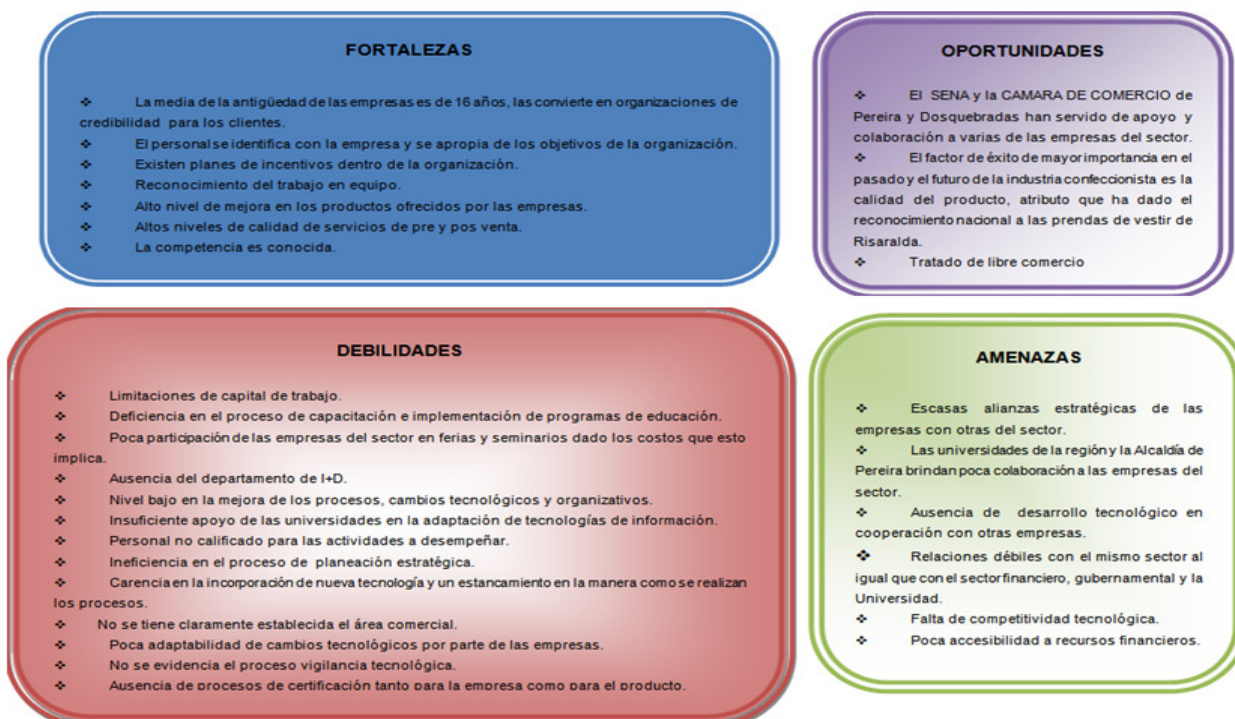 FORTALEZAS
❖ La media de la antigüedad de las empresas es de 16 años, las convierte en organizaciones de
credibilidad para los clientes.
❖ El personal se identifica con la empresa y se apropia de los objetivos de la organización.
❖ Existen planes de incentivos dentro de la organización.
❖ Reconocimiento del trabajo en equipo.
❖ Alto nivel de mejora en los productos ofrecidos por las empresas.
❖ Altos niveles de calidad de servicios de pre y pos venta.
❖ La competencia es conocida.
OPORTUNIDADES
❖ El SENA y la CAMARA DE COMERCIO de
Pereira y Dosquebradas han servido de apoyo y
colaboración a varias de las empresas del sector.
❖ El factor de éxito de mayor importancia en el
pasado y el futuro de la industria confeccionista es la
calidad del producto, atributo que ha dado el
reconocimiento nacional a las prendas de vestir de
Risaralda.
❖ Tratado de libre comercio
DEBILIDADES
❖ Limitaciones de capital de trabajo.
❖ Deficiencia en el proceso de capacitación e implementación de programas de educación.
❖ Poca participación de las empresas del sector en ferias y seminarios dado los costos que esto
implica.
❖ Ausencia del departamento de I+D.
❖ Nivel bajo en la mejora de los procesos, cambios tecnológicos y organizativos.
❖ Insuficiente apoyo de las universidades en la adaptación de tecnologías de información.
❖ Personal no calificado para las actividades a desempeñar.
❖ Ineficiencia en el proceso de planeación estratégica.
❖ Carencia en la incorporación de nueva tecnología y un estancamiento en la manera como se realizan
los procesos.
❖ No se tiene claramente establecida el área comercial.
❖ Poca adaptabilidad de cambios tecnológicos por parte de las empresas.
❖ No se evidencia el proceso vigilancia tecnológica.
❖ Ausencia de procesos de certificación tanto para la empresa como para el producto.
AMENAZAS
❖ Escasas alianzas estratégicas de las
empresas con otras del sector.
❖ Las universidades de la región y la Alcaldía de
Pereira brindan poca colaboración a las empresas del
sector.
❖ Ausencia de desarrollo tecnológico en
cooperación con otras empresas.
❖ Relaciones débiles con el mismo sector al
igual que con el sector financiero, gubernamental y la
Universidad.
❖ Falta de competitividad tecnológica.
❖ Poca accesibilidad a recursos financieros.